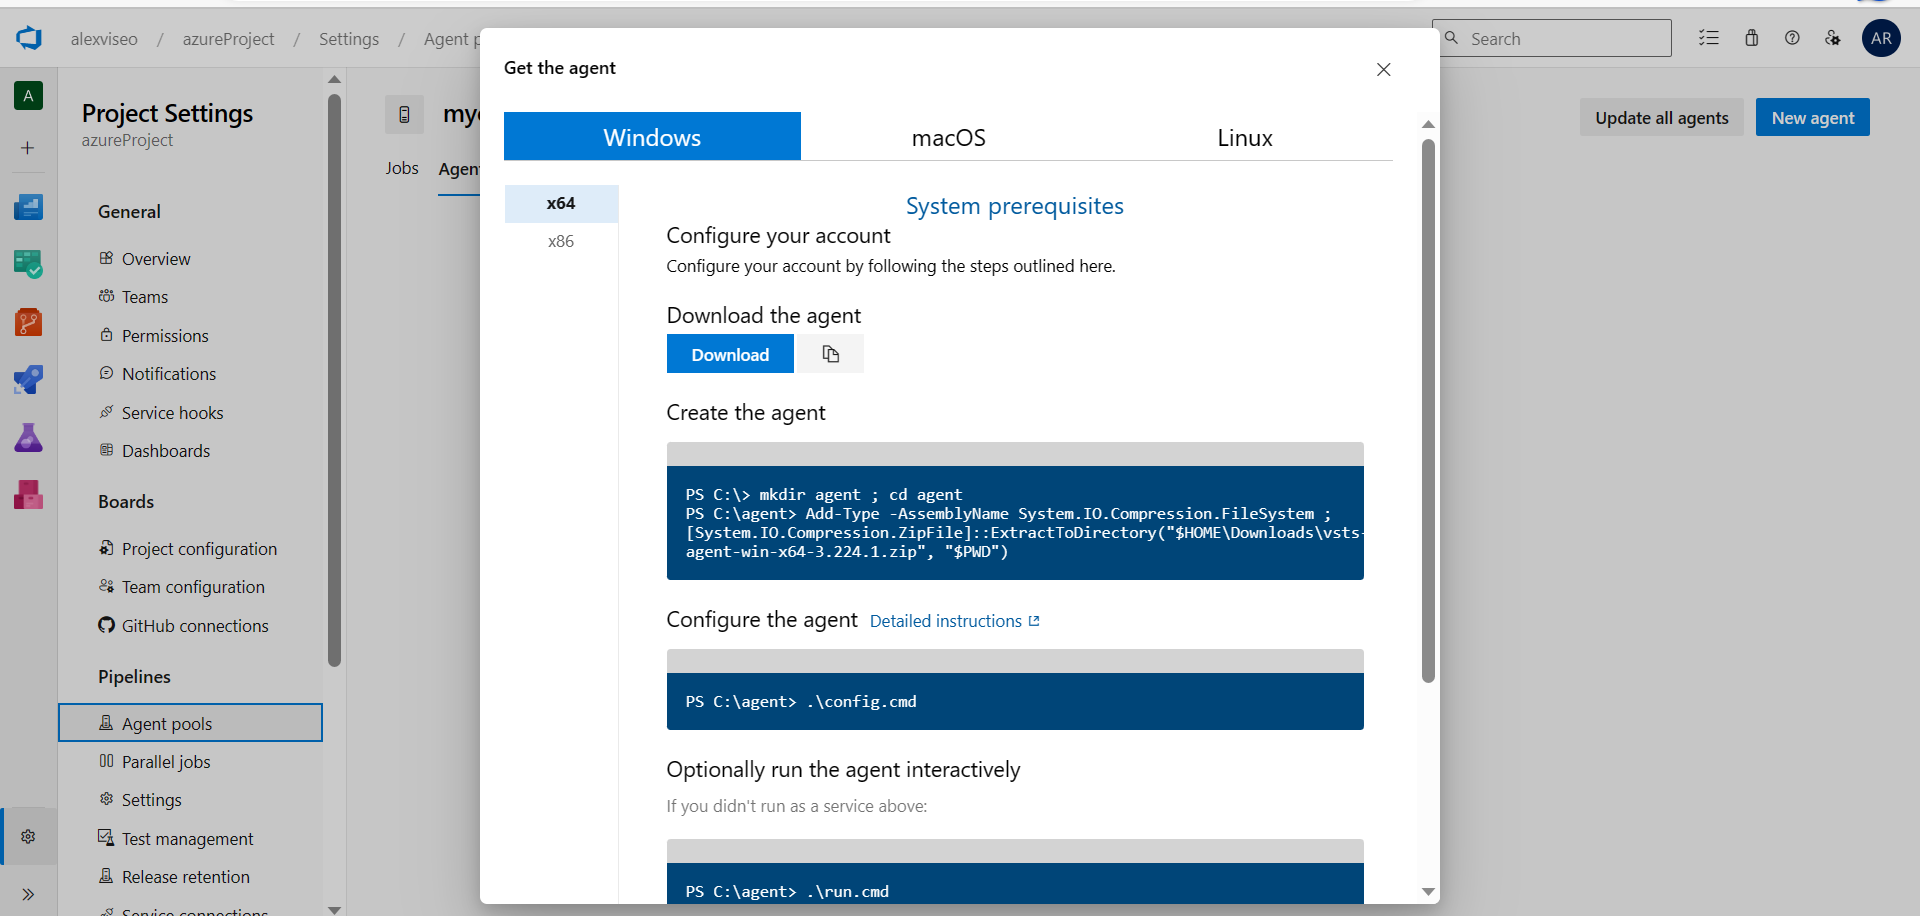 alexviseo / azureProject / Settings / Agent p
Search
AR
A
Project Settings
azureProject
General
Overview
Teams
Permissions
Notifications
Service hooks
Dashboards
Boards
Project configuration
Team configuration
GitHub connections
Pipelines
Agent pools
Parallel jobs
Settings
Test management
Release retention
Service connections
my
Jobs
Agen
Update all agents
New agent
Get the agent
Windows
macOS
Linux
x64
x86
System prerequisites
Configure your account
Configure your account by following the steps outlined here.
Download the agent
Download
Create the agent
PS C:\> mkdir agent ; cd agent
PS C:\agent> Add-Type -AssemblyName System.IO.Compression.FileSystem ;
[System.IO.Compression.ZipFile]::ExtractToDirectory("$HOME\Downloads\vsts-
agent-win-x64-3.224.1.zip", "$PWD")
Configure the agent Detailed instructions
PS C:\agent> .\config.cmd
Optionally run the agent interactively
If you didn't run as a service above:
PS C:\agent> .\run.cmd